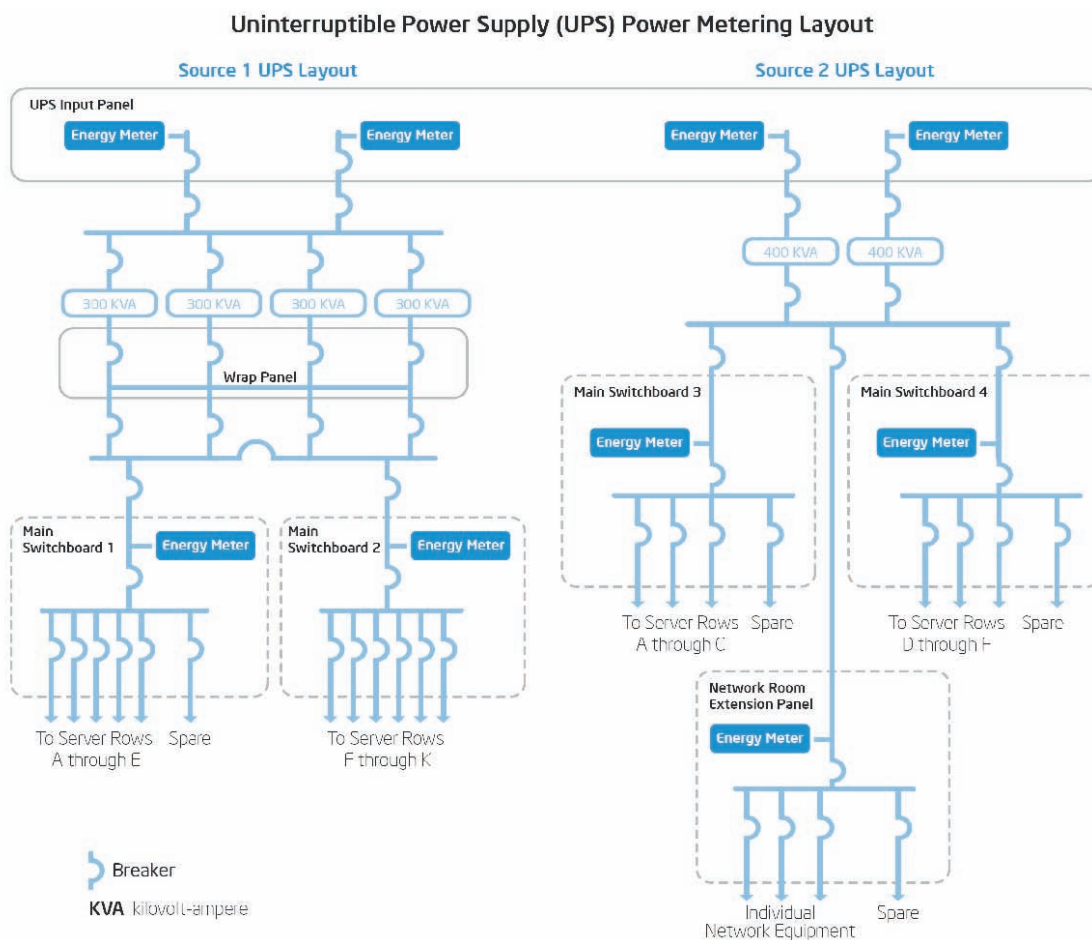 Uninterruptible Power Supply (UPS) Power Metering Layout
Source 1 UPS Layout
Source 2 UPS Layout
UPS Input Panel
Energy Meter
Energy Meter
Energy Meter
Energy Meter
300 KVA
300 KVA
300 KVA
300 KVA
400 KVA
400 KVA
Wrap Panel
Main Switchboard 3
Energy Meter
Main Switchboard 4
Energy Meter
Main
Switchboard 1
Energy Meter
Main
Switchboard 2
Energy Meter
To Server Rows
A through C
Spare
To Server Rows
D through F
Spare
To Server Rows
A through E
Spare
To Server Rows
F through K
Network Room
Extension Panel
Energy Meter
Individual
Network Equipment
Spare
Breaker
KVA kilovolt-ampere